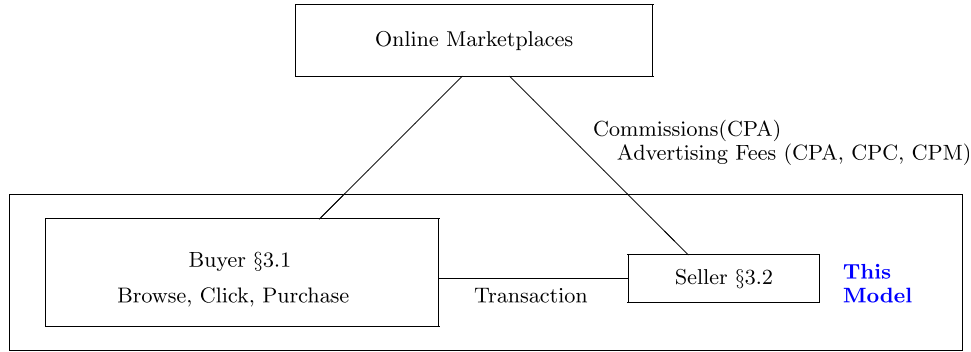 Online Marketplaces
Commissions(CPA)
Advertising Fees (CPA, CPC, CPM)
Buyer §3.1
Browse, Click, Purchase
Transaction
Seller §3.2
This
Model